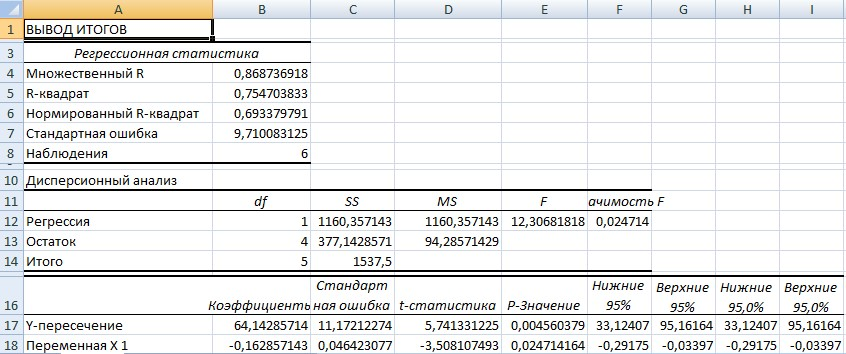 A B C D E F G H I
1 ВЫВОД ИТОГОВ
3 Регрессионная статистика
4 Множественный R 0,868736918
5 R-квадрат 0,754703833
6 Нормированный R-квадрат 0,693379791
7 Стандартная ошибка 9,710083125
8 Наблюдения 6
10 Дисперсионный анализ
11 df SS MS F ачимость F
12 Регрессия 1 1160,357143 1160,357143 12,30681818 0,024714
13 Остаток 4 377,1428571 94,28571429
14 Итого 5 1537,5
Стандарт Нижние Верхние Нижние Верхние
16 Коэффициенты ная ошибка t-статистика P-Значение 95% 95% 95,0% 95,0%
17 Y-пересечение 64,14285714 11,17212274 5,741331225 0,004560379 33,12407 95,16164 33,12407 95,16164
18 Переменная X 1 -0,162857143 0,046423077 -3,508107493 0,024714164 -0,29175 -0,03397 -0,29175 -0,03397